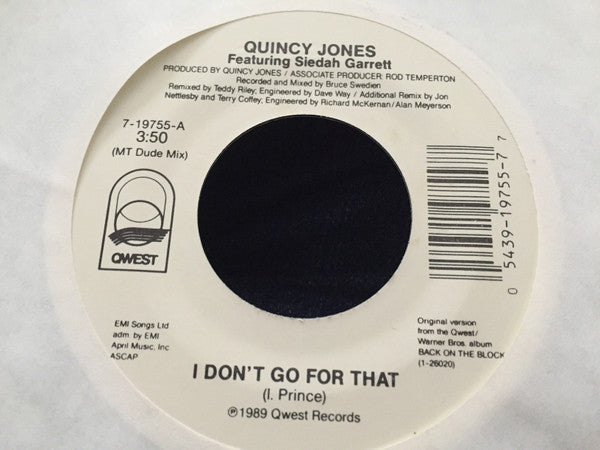 QUINCY JONES
Featuring Siedah Garrett
PRODUCED BY QUINCY JONES / ASSOCIATE PRODUCER: ROD TEMPERTON
Recorded and Mixed by Bruce Swedien
Remixed by Teddy Riley; Engineered by Dave Way / Additional Remix by Jon
Nettlesby and Terry Coffey; Engineered by Richard McKernan/Alan Meyerson
7-19755-A
3:50
(MT Dude Mix)
QWEST
0 5439-19755-7 7
EMI Songs Ltd
adm. by EMI
April Music, Inc
ASCAP
Original version
from the Qwest/
Warner Bros. album
BACK ON THE BLOCK
(1-26020)
I DON'T GO FOR THAT
(I. Prince)
℗1989 Qwest Records